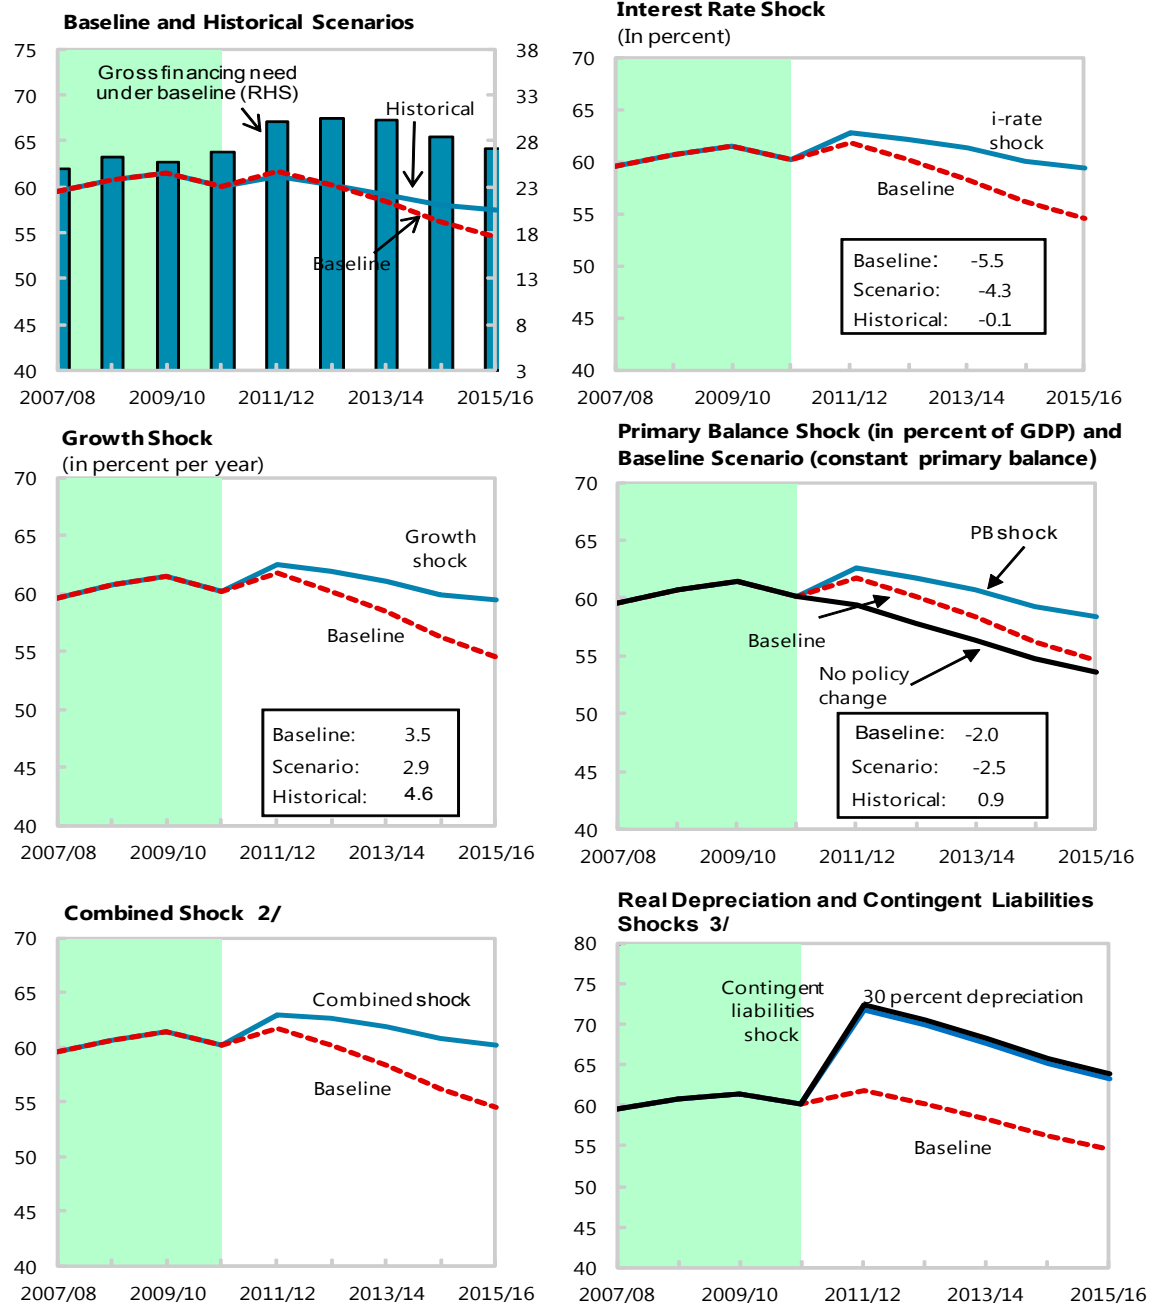 Baseline and Historical Scenarios
75
70
65
60
55
50
45
40
38
33
28
23
18
13
8
3
Gross financing need
under baseline (RHS)
Historical
Baseline
2007/08 2009/10 2011/12 2013/14 2015/16
Interest Rate Shock
(In percent)
70
65
60
55
50
45
40
i-rate
shock
Baseline
Baseline: -5.5
Scenario: -4.3
Historical: -0.1
2007/08 2009/10 2011/12 2013/14 2015/16
Growth Shock
(in percent per year)
70
65
60
55
50
45
40
Growth
shock
Baseline
Baseline: 3.5
Scenario: 2.9
Historical: 4.6
2007/08 2009/10 2011/12 2013/14 2015/16
Primary Balance Shock (in percent of GDP) and
Baseline Scenario (constant primary balance)
70
65
60
55
50
45
40
PB shock
Baseline
No policy
change
Baseline: -2.0
Scenario: -2.5
Historical: 0.9
2007/08 2009/10 2011/12 2013/14 2015/16
Combined Shock 2/
70
65
60
55
50
45
40
Combined shock
Baseline
2007/08 2009/10 2011/12 2013/14 2015/16
Real Depreciation and Contingent Liabilities
Shocks 3/
80
75
70
65
60
55
50
45
40
Contingent
liabilities
shock
30 percent depreciation
Baseline
2007/08 2009/10 2011/12 2013/14 2015/16